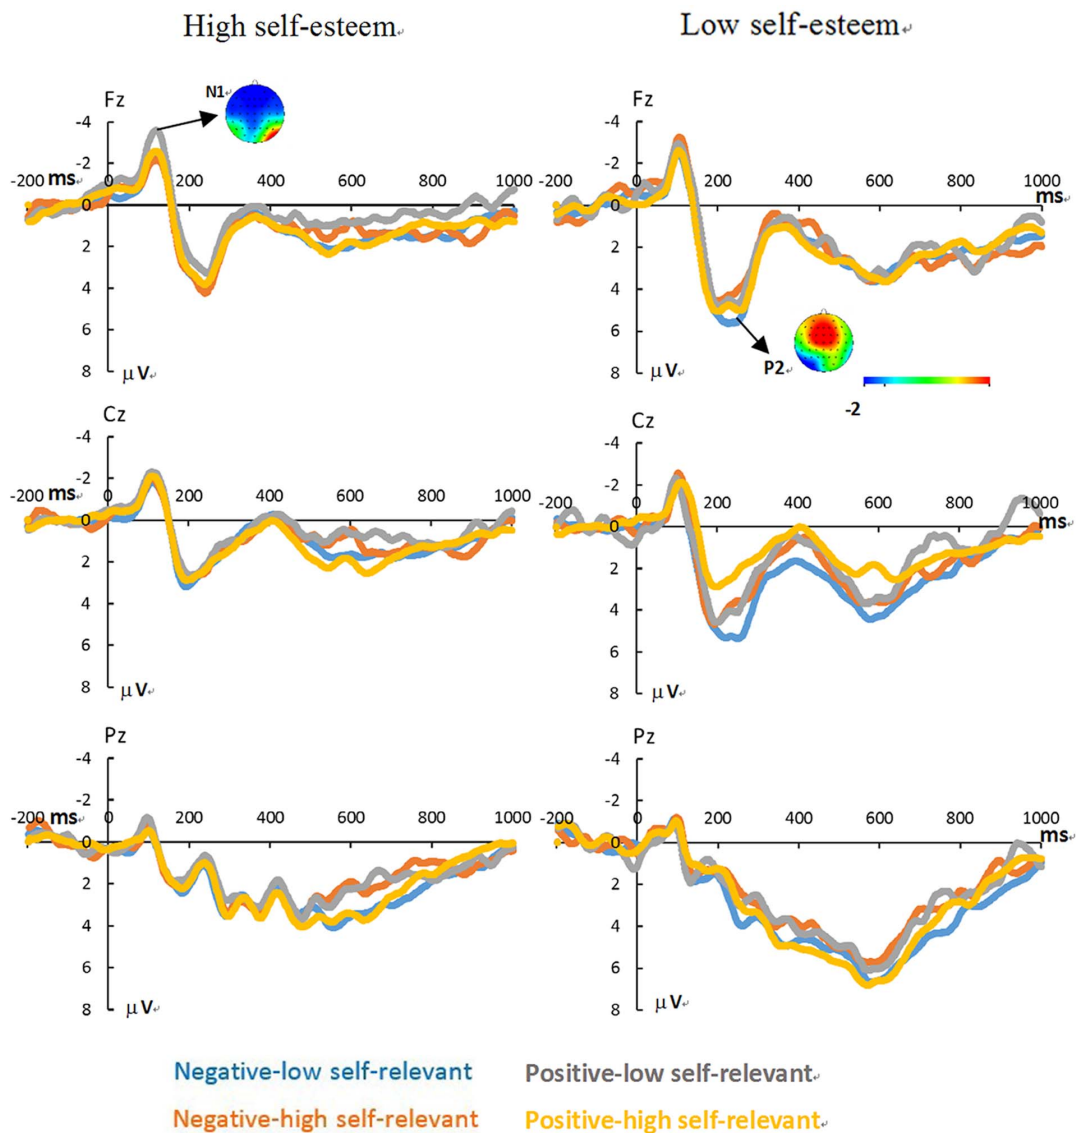 High self-esteem Low self-esteem
Fz Fz
N1
-4 -4
-2 -2
-200 ms 0 200 400 600 800 1000 -200 0 200 400 600 800 1000
0 0 ms
2 2
4 4
6 6
P2
8 μV 8 μV
-2
Cz Cz
-4 -4
-2 -2
-200 ms 0 200 400 600 800 1000 -200 0 200 400 600 800 1000
0 0 ms
2 2
4 4
6 6
8 μV 8 μV
Pz Pz
-4 -4
-2 -2
-200 0 200 400 600 800 1000 -200 0 200 400 600 800 1000
ms 0 0 ms
2 2
4 4
6 6
8 μV 8 μV
Negative-low self-relevant Positive-low self-relevant
Negative-high self-relevant Positive-high self-relevant